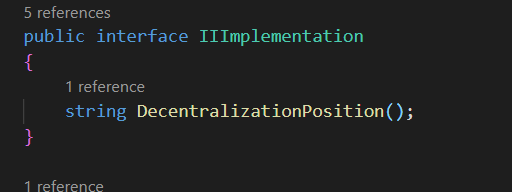 5 references
public interface IIImplementation
{
1 reference
string DecentralizationPosition();
}
1 reference